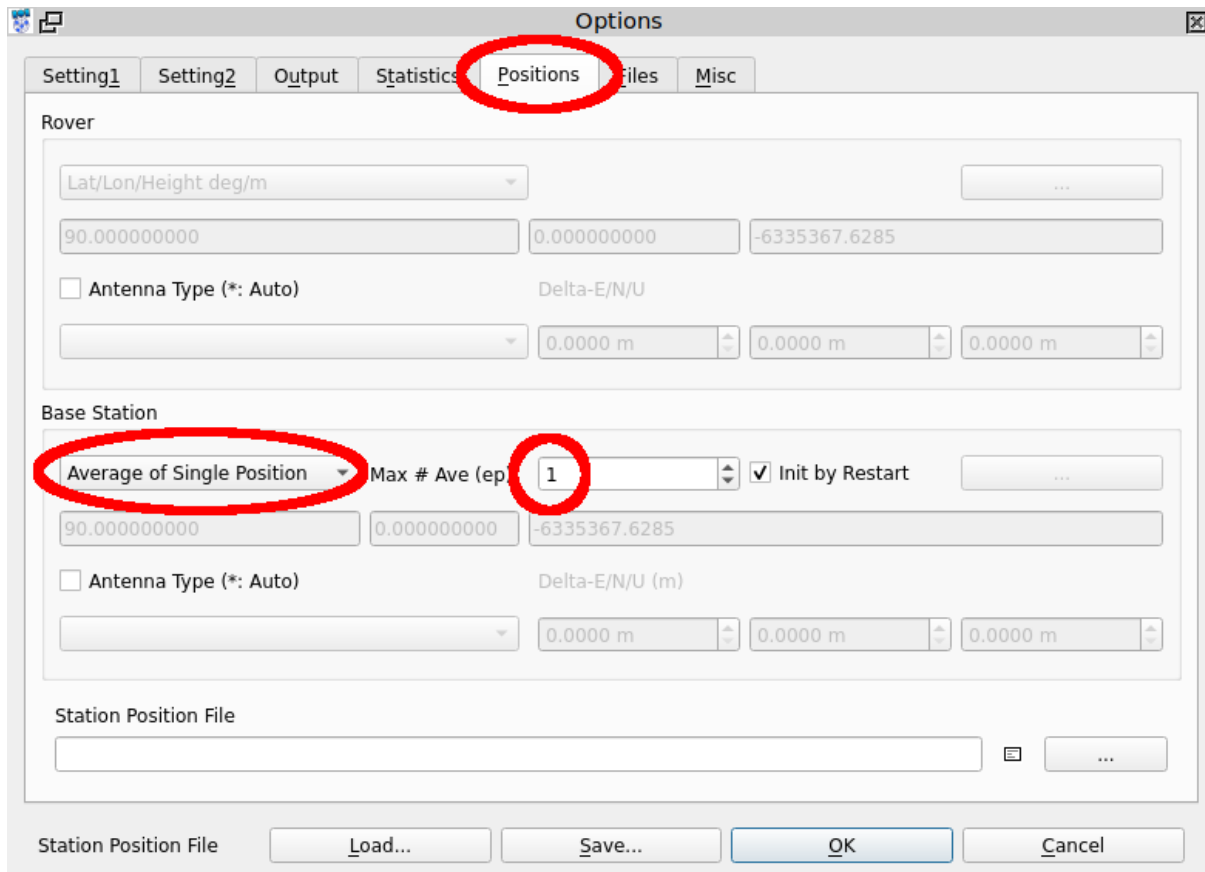 Options
Setting1 Setting2 Output Statistics Positions Files Misc
Rover
Lat/Lon/Height deg/m ...
90.000000000 0.000000000 -6335367.6285
Antenna Type (*: Auto) Delta-E/N/U
0.0000 m 0.0000 m 0.0000 m
Base Station
Average of Single Position Max # Ave (ep) 1 Init by Restart ...
90.000000000 0.000000000 -6335367.6285
Antenna Type (*: Auto) Delta-E/N/U (m)
0.0000 m 0.0000 m 0.0000 m
Station Position File
...
Station Position File Load... Save... OK Cancel